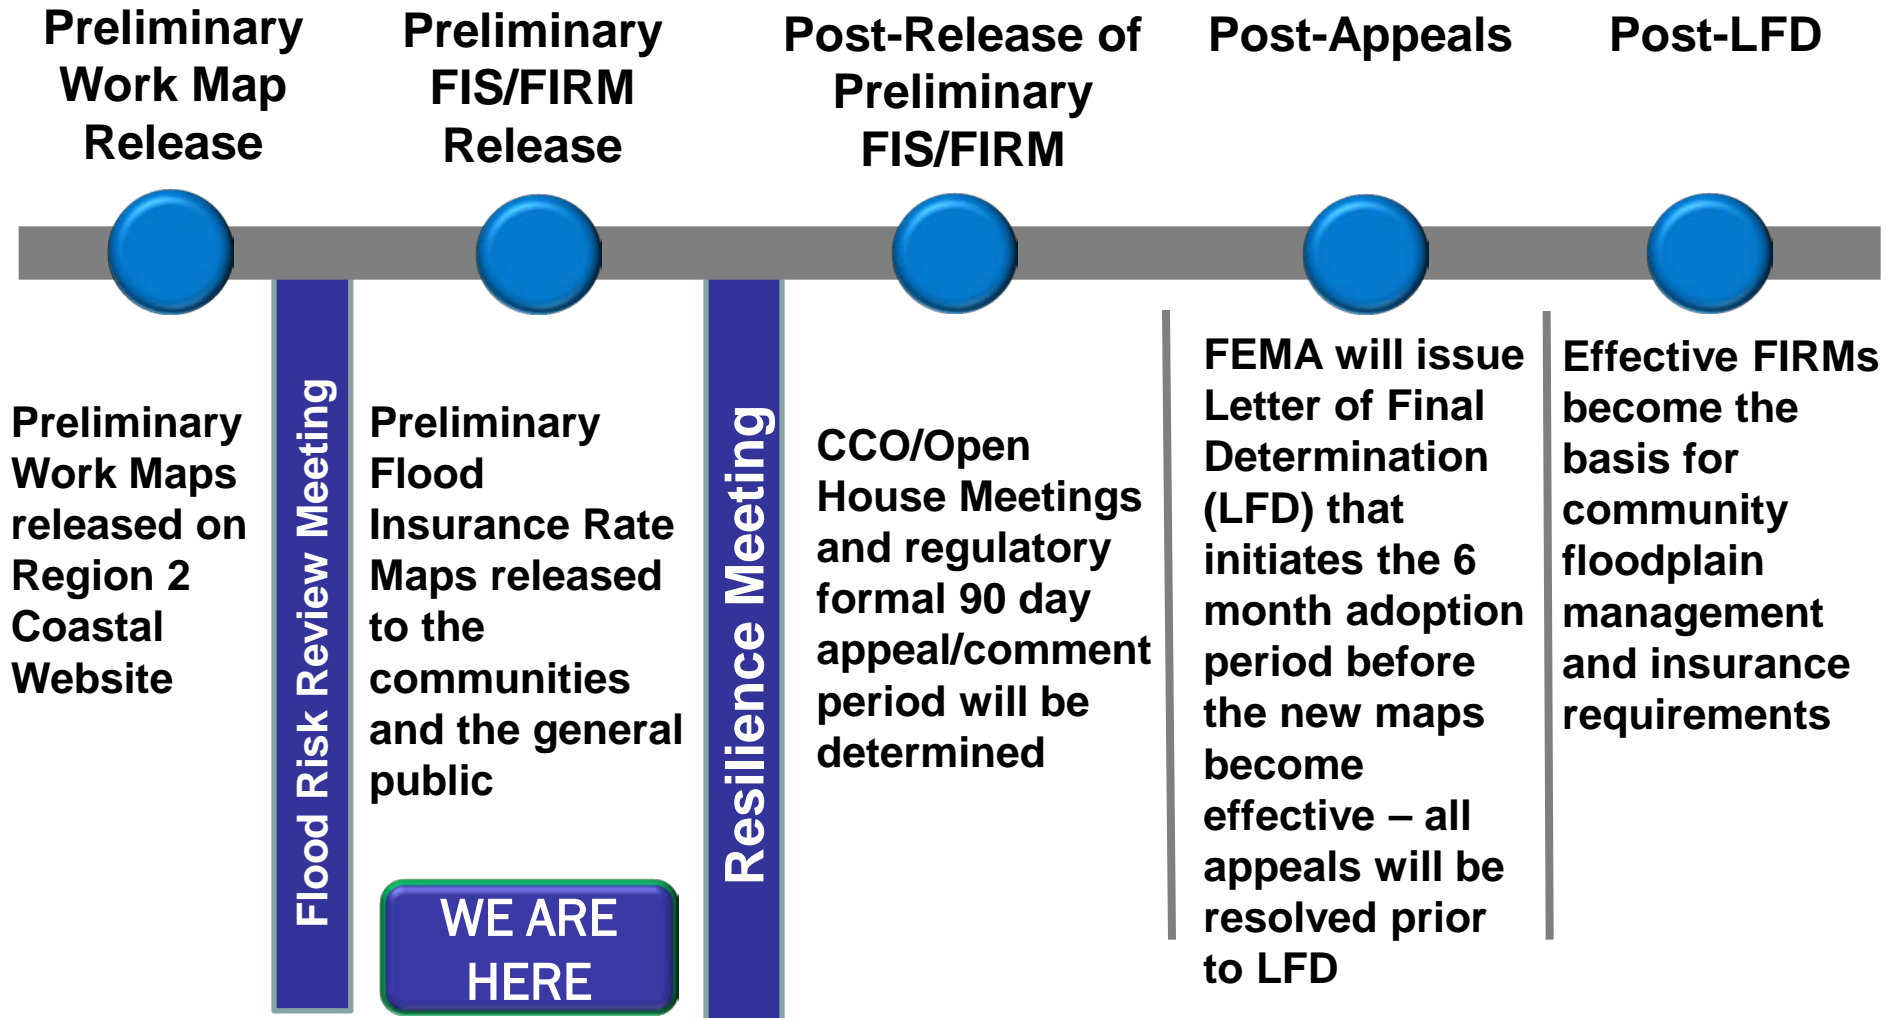 Preliminary
Work Map
Release
Preliminary
FIS/FIRM
Release
Post-Release of
Preliminary
FIS/FIRM
Post-Appeals
Post-LFD
Preliminary
Work Maps
released on
Region 2
Coastal
Website
Flood Risk Review Meeting
Preliminary
Flood
Insurance Rate
Maps released
to the
communities
and the general
public
WE ARE
HERE
Resilience Meeting
CCO/Open
House Meetings
and regulatory
formal 90 day
appeal/comment
period will be
determined
FEMA will issue
Letter of Final
Determination
(LFD) that
initiates the 6
month adoption
period before
the new maps
become
effective – all
appeals will be
resolved prior
to LFD
Effective FIRMs
become the
basis for
community
floodplain
management
and insurance
requirements